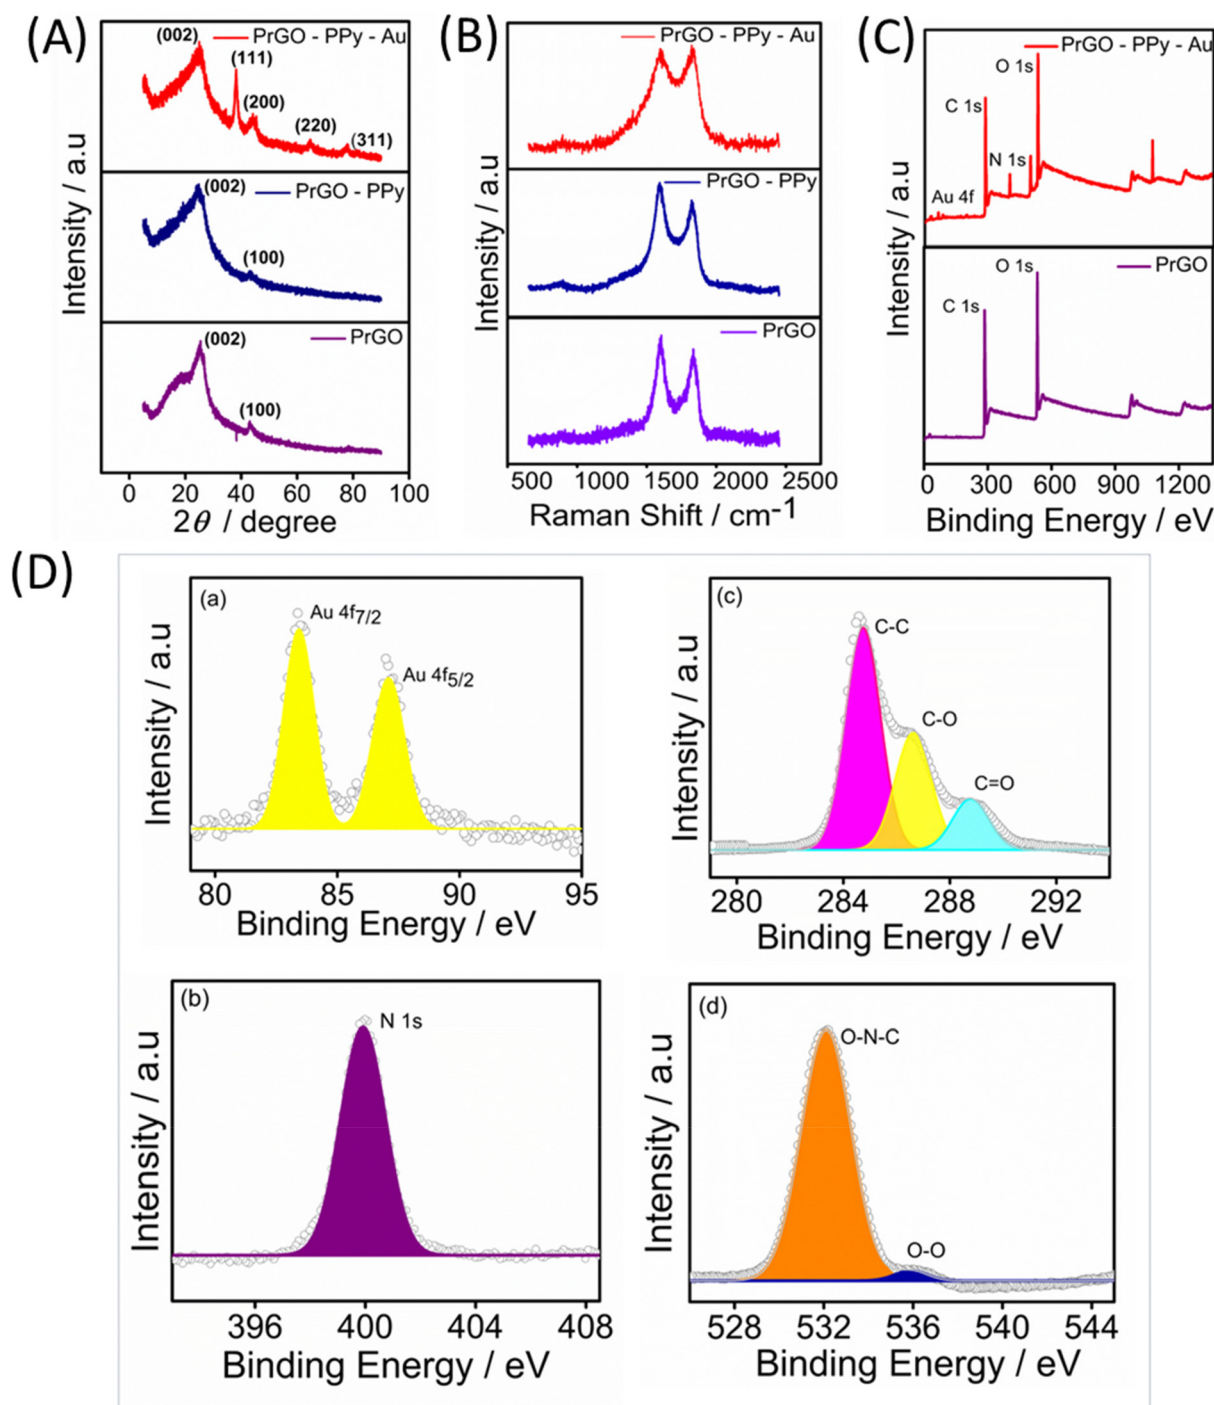 (A)
PrGO - PPy - Au
(002)
(111)
(200)
(220)
(311)
PrGO - PPy
(002)
(100)
PrGO
(002)
(100)
Intensity / a.u
0 20 40 60 80 100
2θ / degree
(B)
PrGO - PPy - Au
PrGO - PPy
PrGO
Intensity / a.u
500 1000 1500 2000 2500
Raman Shift / cm-1
(C)
PrGO - PPy - Au
O 1s
C 1s
N 1s
Au 4f
PrGO
O 1s
C 1s
Intensity / a.u
0 300 600 900 1200
Binding Energy / eV
(D)
(a)
Au 4f7/2
Au 4f5/2
Intensity / a.u
80 85 90 95
Binding Energy / eV
(c)
C-C
C-O
C=O
Intensity / a.u
280 284 288 292
Binding Energy / eV
(b)
N 1s
Intensity / a.u
396 400 404 408
Binding Energy / eV
(d)
O-N-C
O-O
Intensity / a.u
528 532 536 540 544
Binding Energy / eV